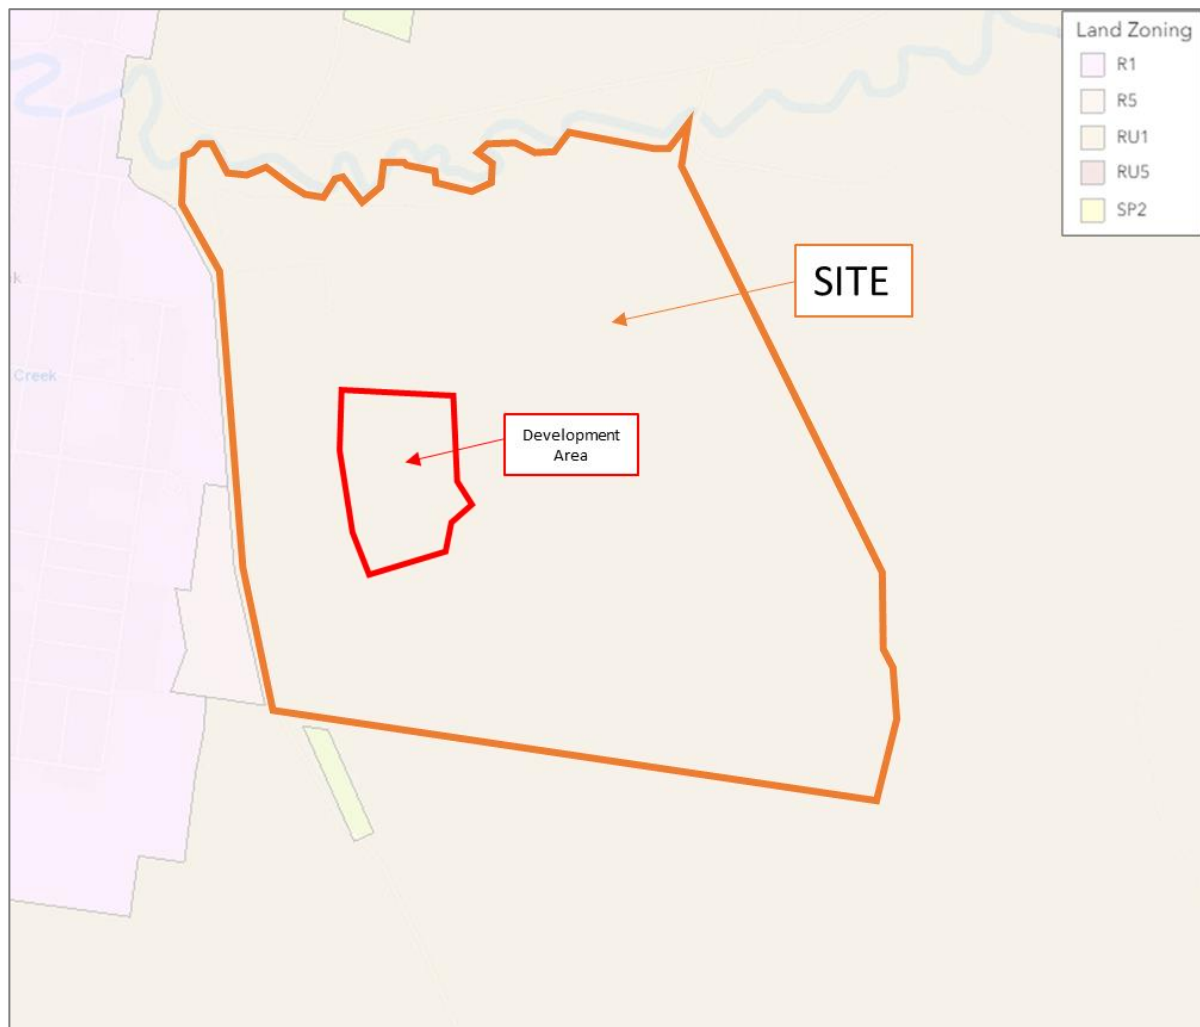 Land Zoning
R1
R5
RU1
RU5
SP2
k
SITE
Creek
Development
Area